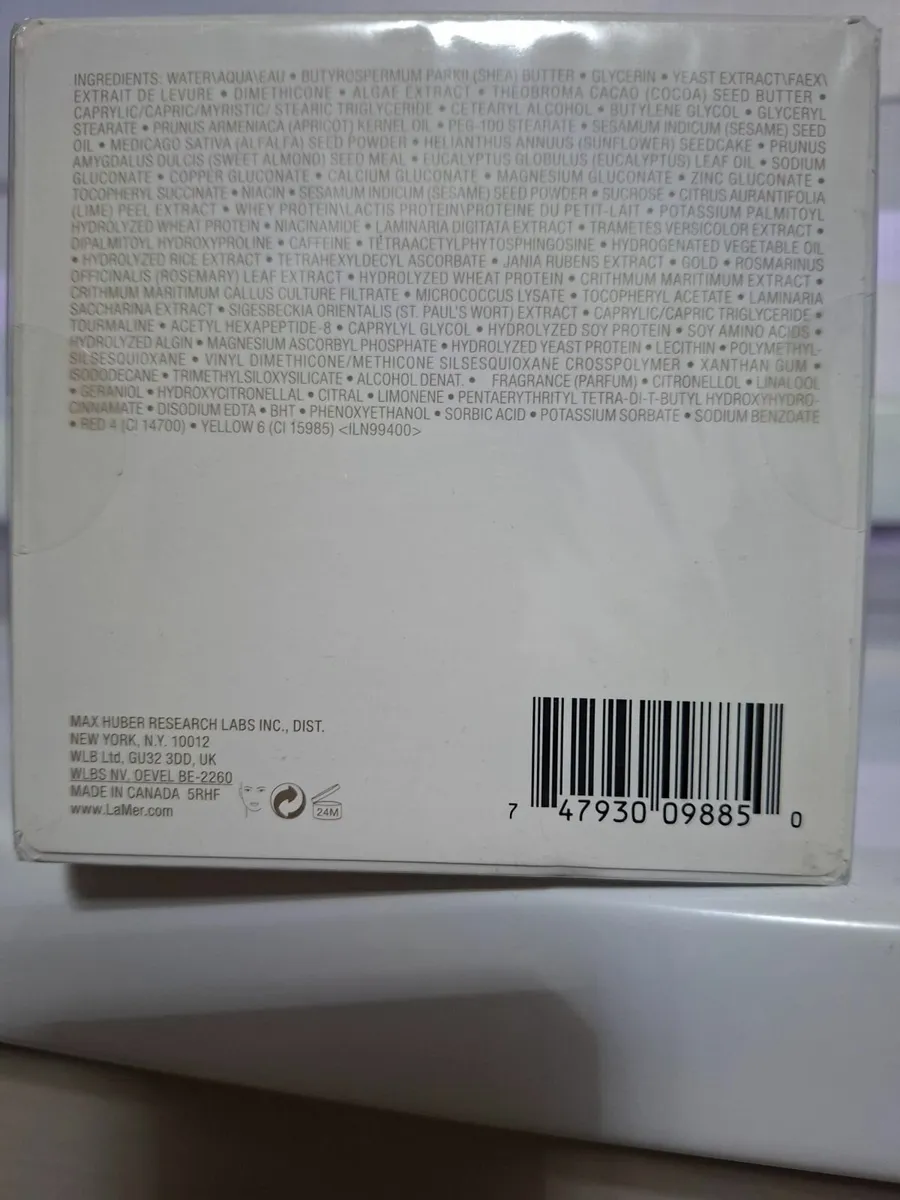 INGREDIENTS: WATER\AQUA\EAU • BUTYROSPERMUM PARKII (SHEA) BUTTER • GLYCERIN • YEAST EXTRACT\FAEX\
EXTRAIT DE LEVURE • DIMETHICONE • ALGAE EXTRACT • THEOBROMA CACAO (COCOA) SEED BUTTER •
CAPRYLIC/CAPRIC/MYRISTIC/ STEARIC TRIGLYCERIDE • CETEARYL ALCOHOL • BUTYLENE GLYCOL • GLYCERYL
STEARATE • PRUNUS ARMENIACA (APRICOT) KERNEL OIL • PEG-100 STEARATE • SESAMUM INDICUM (SESAME) SEED
OIL • MEDICAGO SATIVA (ALFALFA) SEED POWDER • HELIANTHUS ANNUUS (SUNFLOWER) SEEDCAKE • PRUNUS
AMYGDALUS DULCIS (SWEET ALMOND) SEED MEAL • EUCALYPTUS GLOBULUS (EUCALYPTUS) LEAF OIL • SODIUM
GLUCONATE • COPPER GLUCONATE • CALCIUM GLUCONATE • MAGNESIUM GLUCONATE • ZINC GLUCONATE •
TOCOPHERYL SUCCINATE • NIACIN • SESAMUM INDICUM (SESAME) SEED POWDER • SUCROSE • CITRUS AURANTIFOLIA
(LIME) PEEL EXTRACT • WHEY PROTEIN\LACTIS PROTEIN\PROTÉINE DU PETIT-LAIT • POTASSIUM PALMITOYL
HYDROLYZED WHEAT PROTEIN • NIACINAMIDE • LAMINARIA DIGITATA EXTRACT • TRAMETES VERSICOLOR EXTRACT •
DIPALMITOYL HYDROXYPROLINE • CAFFEINE • TETRAACETYLPHYTOSPHINGOSINE • HYDROGENATED VEGETABLE OIL
• HYDROLYZED RICE EXTRACT • TETRAHEXYLDECYL ASCORBATE • JANIA RUBENS EXTRACT • GOLD • ROSMARINUS
OFFICINALIS (ROSEMARY) LEAF EXTRACT • HYDROLYZED WHEAT PROTEIN • CRITHMUM MARITIMUM EXTRACT •
CRITHMUM MARITIMUM CALLUS CULTURE FILTRATE • MICROCOCCUS LYSATE • TOCOPHERYL ACETATE • LAMINARIA
SACCHARINA EXTRACT • SIGESBECKIA ORIENTALIS (ST. PAUL'S WORT) EXTRACT • CAPRYLIC/CAPRIC TRIGLYCERIDE •
TOURMALINE • ACETYL HEXAPEPTIDE-8 • CAPRYLYL GLYCOL • HYDROLYZED SOY PROTEIN • SOY AMINO ACIDS •
HYDROLYZED ALGIN • MAGNESIUM ASCORBYL PHOSPHATE • HYDROLYZED YEAST PROTEIN • LECITHIN • POLYMETHYL-
SILSESQUIOXANE • VINYL DIMETHICONE/METHICONE SILSESQUIOXANE CROSSPOLYMER • XANTHAN GUM •
ISODODECANE • TRIMETHYLSILOXYSILICATE • ALCOHOL DENAT. • FRAGRANCE (PARFUM) • CITRONELLOL • LINALOOL
• GERANIOL • HYDROXYCITRONELLAL • CITRAL • LIMONENE • PENTAERYTHRITYL TETRA-DI-T-BUTYL HYDROXYHYDRO-
CINNAMATE • DISODIUM EDTA • BHT • PHENOXYETHANOL • SORBIC ACID • POTASSIUM SORBATE • SODIUM BENZOATE
• RED 4 (CI 14700) • YELLOW 6 (CI 15985) <ILN99400>
MAX HUBER RESEARCH LABS INC., DIST.
NEW YORK, N.Y. 10012
WLB Ltd, GU32 3DD, UK
WLBS NV, OEVEL BE-2260
MADE IN CANADA 5RHF
www.LaMer.com
24M
7 47930 09885 0